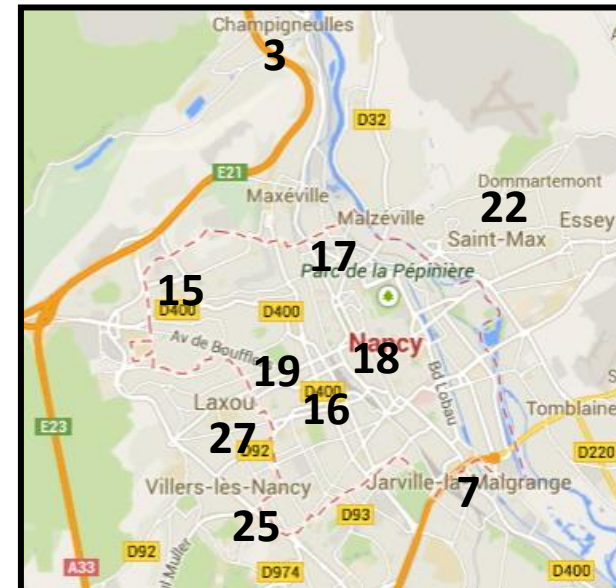 Champigneulles
3
D32
E21
Maxéville
Dommartemont
22
Malzéville
Essey
Saint-Max
17
Parc de la Pépinière
15
D400
D400
Av de Bouffle
Nancy
18
19
D400
Bd Lobau
Laxou
16
Tomblaine
E23
27
D92
D220
Villers-lès-Nancy
Jarville-la-Malgrange
7
25
D93
D92
Muller
A33
D974
D400